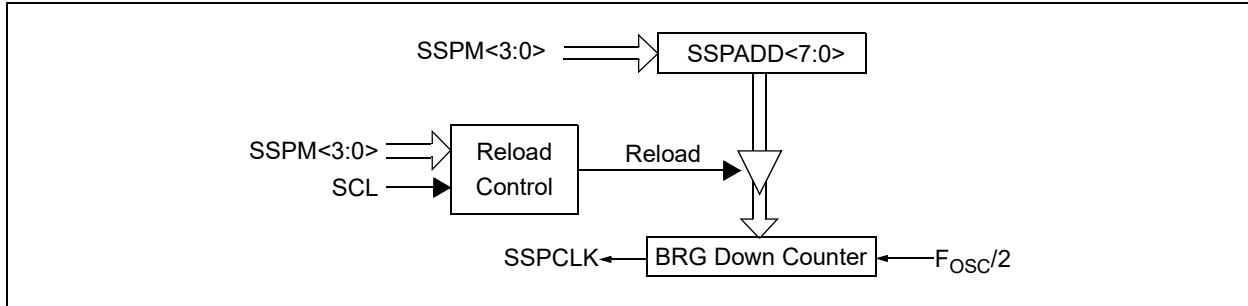 SSPM<3:0>
SSPADD<7:0>
SSPM<3:0>
SCL
Reload
Control
Reload
SSPCLK
BRG Down Counter
FOSC/2